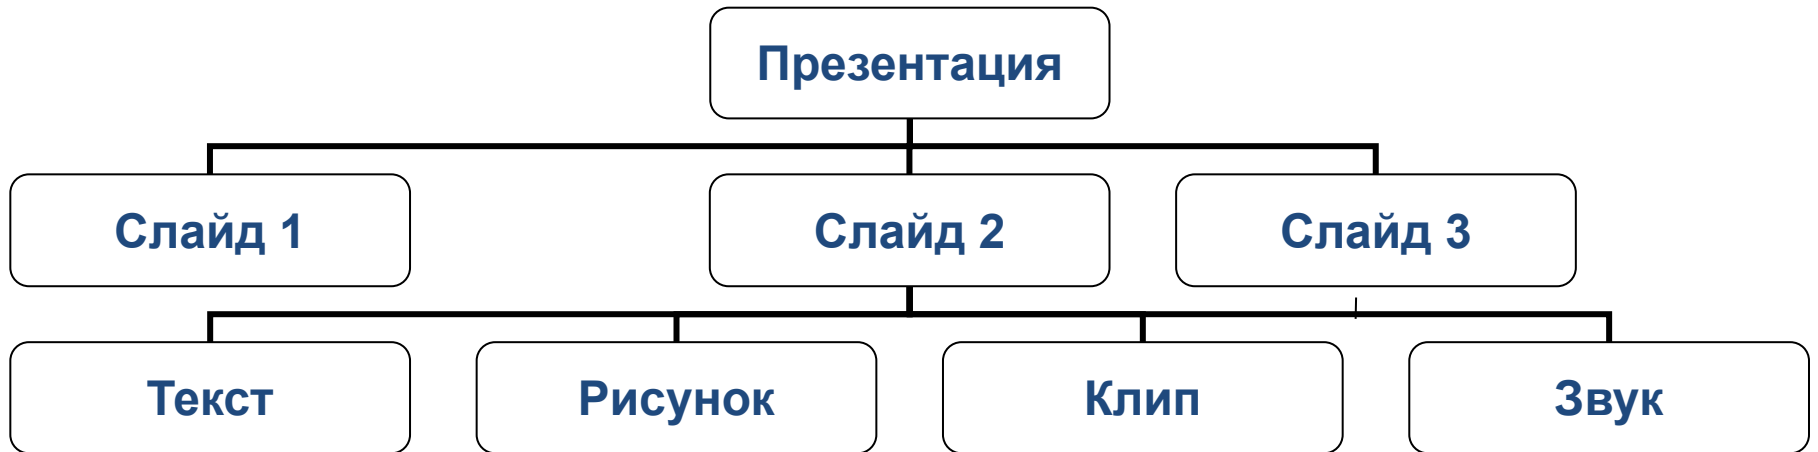 Презентация
Слайд 1
Слайд 2
Слайд 3
Текст
Рисунок
Клип
Звук